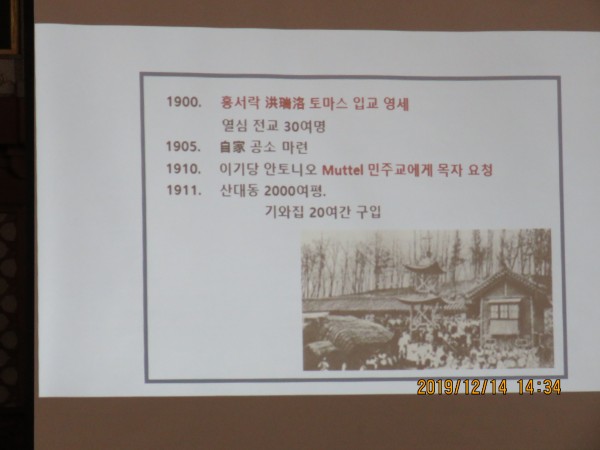 1900. 홍서락 洪瑞洛 토마스 입교 영세
열심 전교 30여명
1905. 自家 공소 마련
1910. 이기당 안토니오 Muttel 민주교에게 목자 요청
1911. 산대동 2000여평.
기와집 20여간 구입
2019/12/14 14:34